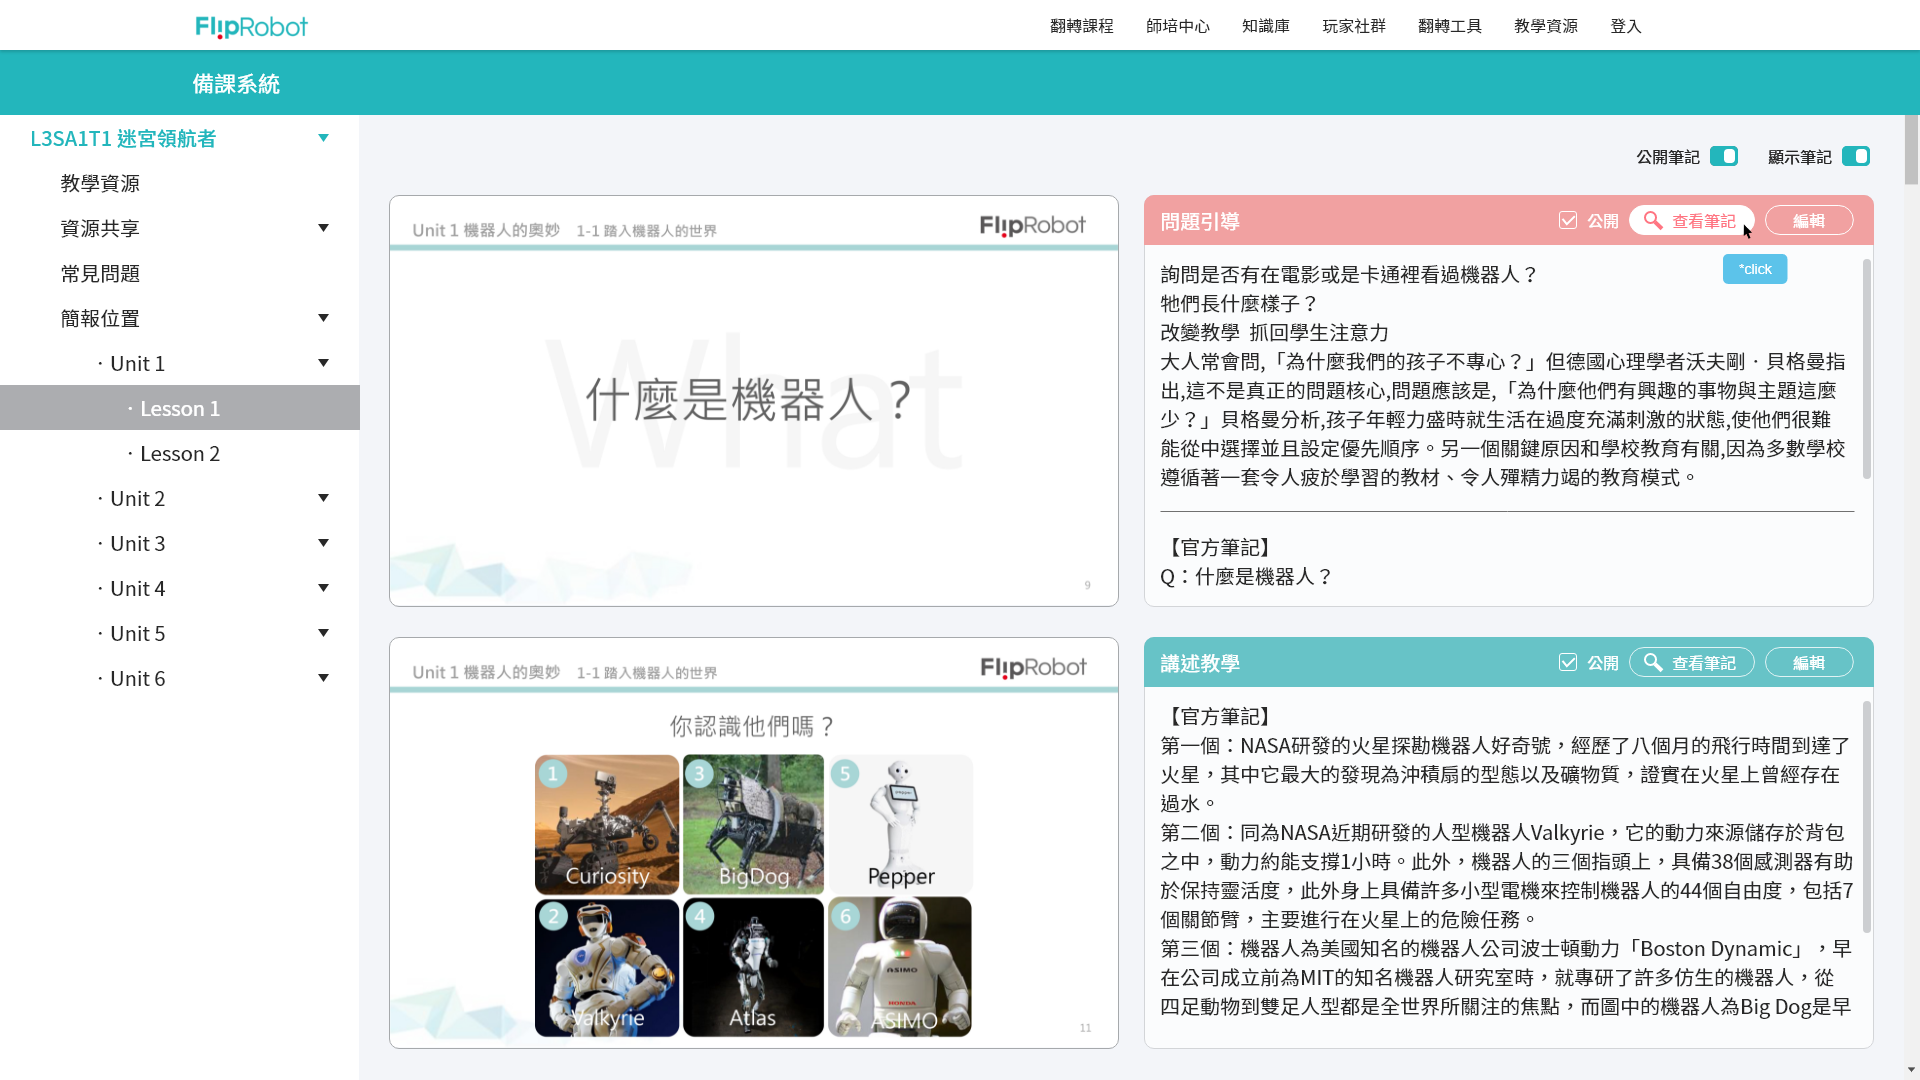 FlipRobot
翻轉課程 師培中心 知識庫 玩家社群 翻轉工具 教學資源 登入
備課系統
L3SA1T1 迷宮領航者
教學資源
資源共享
常見問題
簡報位置
· Unit 1
· Lesson 1
· Lesson 2
· Unit 2
· Unit 3
· Unit 4
· Unit 5
· Unit 6
公開筆記 顯示筆記
Unit 1 機器人的奧妙 1-1 踏入機器人的世界
FlipRobot
What
什麼是機器人？
9
問題引導
公開 查看筆記 編輯
*click
詢問是否有在電影或是卡通裡看過機器人？
牠們長什麼樣子？
改變教學 抓回學生注意力
大人常會問,「為什麼我們的孩子不專心？」但德國心理學者沃夫剛‧貝格曼指
出,這不是真正的問題核心,問題應該是,「為什麼他們有興趣的事物與主題這麼
少？」貝格曼分析,孩子年輕力盛時就生活在過度充滿刺激的狀態,使他們很難
能從中選擇並且設定優先順序。另一個關鍵原因和學校教育有關,因為多數學校
遵循著一套令人疲於學習的教材、令人殫精力竭的教育模式。
【官方筆記】
Q：什麼是機器人？
Unit 1 機器人的奧妙 1-1 踏入機器人的世界
FlipRobot
你認識他們嗎？
1 Curiosity
3 BigDog
5 Pepper
2 Valkyrie
4 Atlas
6 ASIMO
ASIMO
HONDA
11
講述教學
公開 查看筆記 編輯
【官方筆記】
第一個：NASA研發的火星探勘機器人好奇號，經歷了八個月的飛行時間到達了
火星，其中它最大的發現為沖積扇的型態以及礦物質，證實在火星上曾經存在
過水。
第二個：同為NASA近期研發的人型機器人Valkyrie，它的動力來源儲存於背包
之中，動力約能支撐1小時。此外，機器人的三個指頭上，具備38個感測器有助
於保持靈活度，此外身上具備許多小型電機來控制機器人的44個自由度，包括7
個關節臂，主要進行在火星上的危險任務。
第三個：機器人為美國知名的機器人公司波士頓動力「Boston Dynamic」，早
在公司成立前為MIT的知名機器人研究室時，就專研了許多仿生的機器人，從
四足動物到雙足人型都是全世界所關注的焦點，而圖中的機器人為Big Dog是早